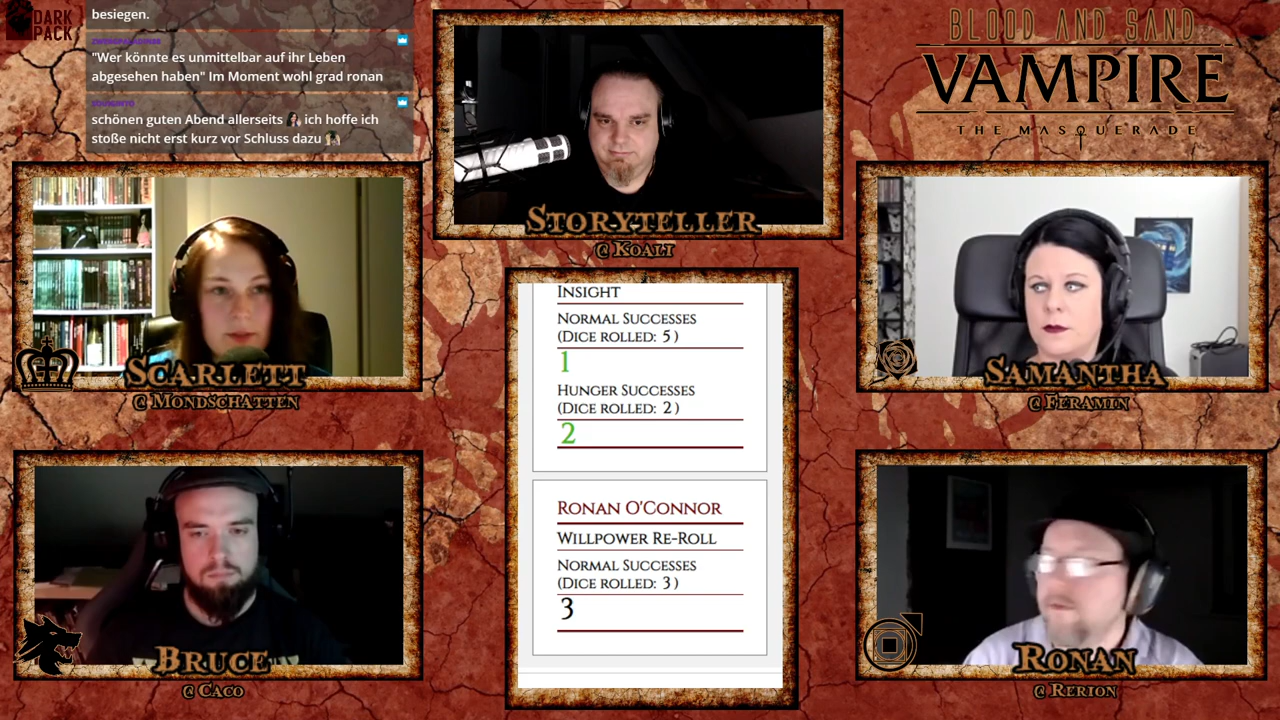 DARK
PACK
besiegen.
"Wer könnte es unmittelbar auf ihr Leben
abgesehen haben" Im Moment wohl grad ronan
schönen guten Abend allerseits ich hoffe ich
stoße nicht erst kurz vor Schluss dazu
BLOOD AND SAND
VAMPIRE
THE MASQUERADE
STORYTELLER
@ KOALI
SCARLETT
@ MONDSCHATTEN
SAMANTHA
@ FERAMIN
INSIGHT
NORMAL SUCCESSES
(DICE ROLLED: 5 )
1
HUNGER SUCCESSES
(DICE ROLLED: 2 )
2
RONAN O'CONNOR
WILLPOWER RE-ROLL
NORMAL SUCCESSES
(DICE ROLLED: 3 )
3
BRUCE
@ CACO
RONAN
@ RERION